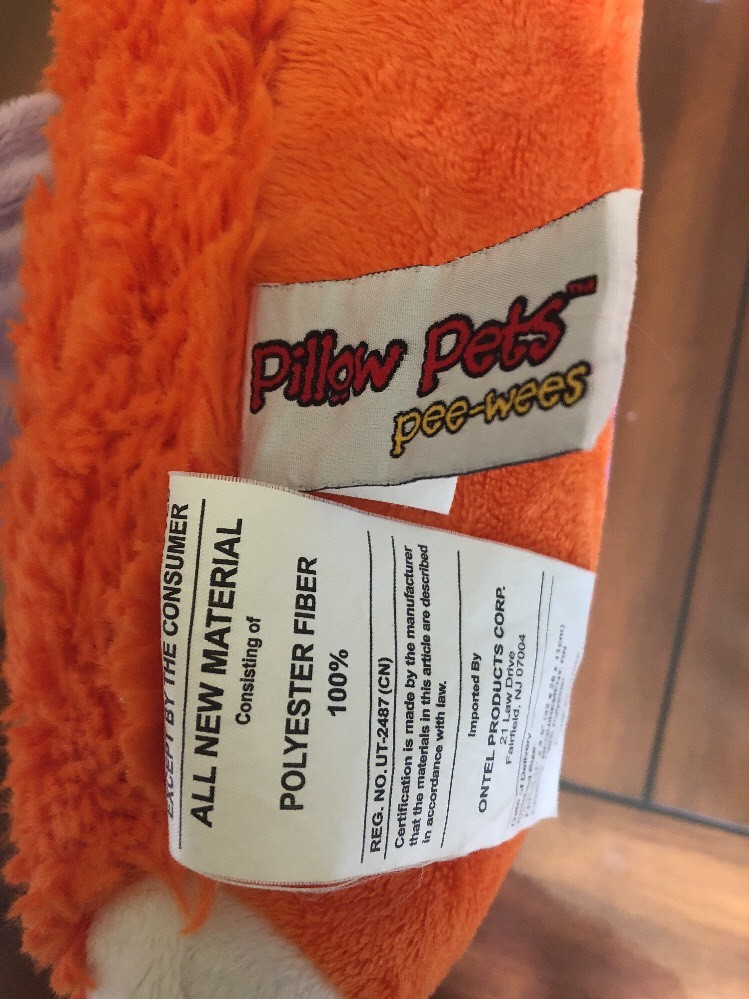 Pillow Pets™
pee-wees
EXCEPT BY THE CONSUMER
ALL NEW MATERIAL
Consisting of
POLYESTER FIBER
100%
REG. NO. UT-2487 (CN)
Certification is made by the manufacturer
that the materials in this article are described
in accordance with law.
Imported By
ONTEL PRODUCTS CORP.
21 Law Drive
Fairfield, NJ 07004
Delivery